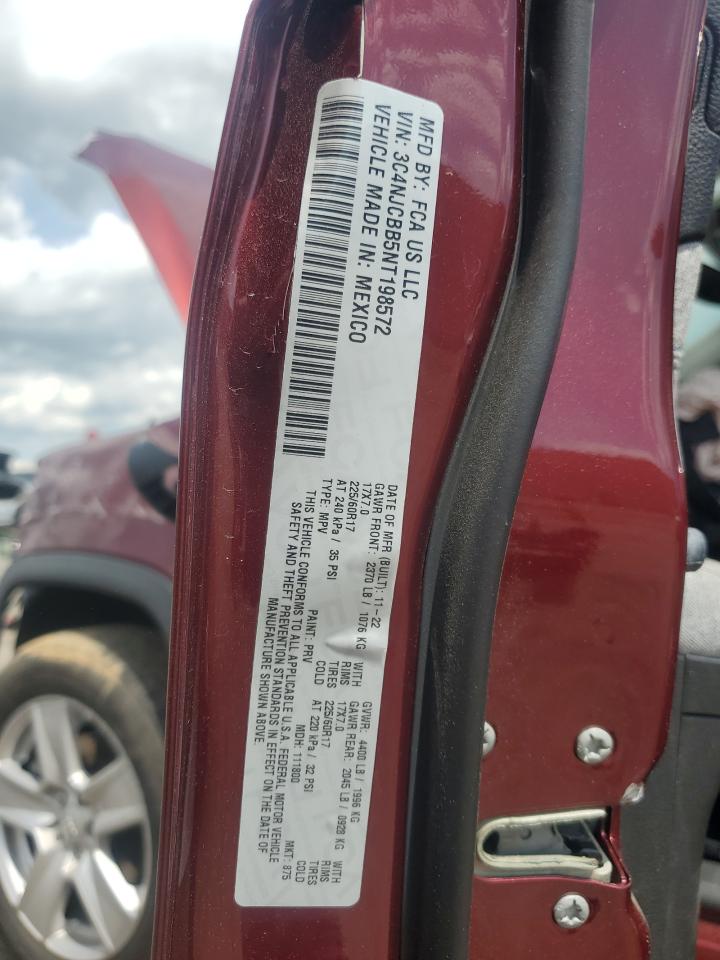 MFD BY: FCA US LLC
VIN: 3C4NJCBB5NT198572
VEHICLE MADE IN: MEXICO
DATE OF MFR (BUILT): 11-22 GVWR: 4400 LB / 1996 KG
GAWR FRONT: 2370 LB / 1076 KG WITH GAWR REAR: 2045 LB / 0928 KG WITH
17X7.0 RIMS 17X7.0 RIMS
225/60R17 TIRES 225/60R17 TIRES
AT 240 kPa / 35 PSI COLD AT 220 kPa / 32 PSI COLD
TYPE: MPV PAINT: PRV MDH: 111800 MKT: 875
THIS VEHICLE CONFORMS TO ALL APPLICABLE U.S.A. FEDERAL MOTOR VEHICLE
SAFETY AND THEFT PREVENTION STANDARDS IN EFFECT ON THE DATE OF
MANUFACTURE SHOWN ABOVE.